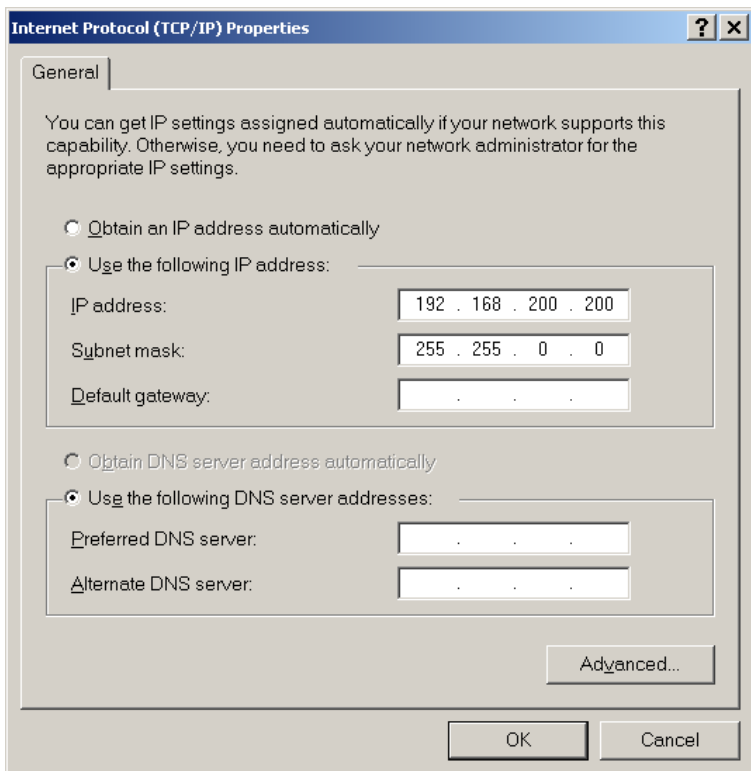 Internet Protocol (TCP/IP) Properties
General
You can get IP settings assigned automatically if your network supports this
capability. Otherwise, you need to ask your network administrator for the
appropriate IP settings.
Obtain an IP address automatically
Use the following IP address:
IP address: 192 . 168 . 200 . 200
Subnet mask: 255 . 255 . 0 . 0
Default gateway: . . .
Obtain DNS server address automatically
Use the following DNS server addresses:
Preferred DNS server: . . .
Alternate DNS server: . . .
Advanced...
OK Cancel